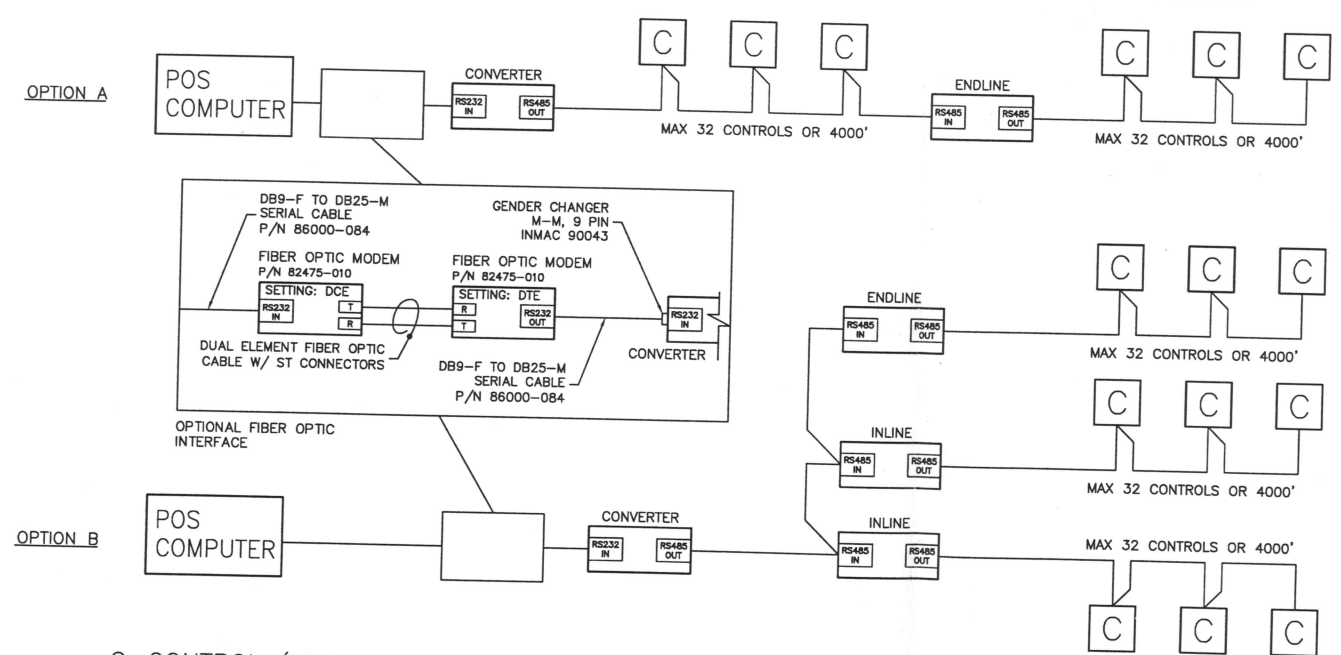 OPTION A
POS
COMPUTER
CONVERTER
RS232
IN
RS485
OUT
C
C
C
MAX 32 CONTROLS OR 4000'
ENDLINE
RS485
IN
RS485
OUT
C
C
C
MAX 32 CONTROLS OR 4000'
DB9-F TO DB25-M
SERIAL CABLE
P/N 86000-084
FIBER OPTIC MODEM
P/N 82475-010
SETTING: DCE
RS232
IN
T
R
DUAL ELEMENT FIBER OPTIC
CABLE W/ ST CONNECTORS
FIBER OPTIC MODEM
P/N 82475-010
SETTING: DTE
R
T
RS232
OUT
GENDER CHANGER
M-M, 9 PIN
INMAC 90043
RS232
IN
CONVERTER
DB9-F TO DB25-M
SERIAL CABLE
P/N 86000-084
OPTIONAL FIBER OPTIC
INTERFACE
ENDLINE
RS485
IN
RS485
OUT
C
C
C
MAX 32 CONTROLS OR 4000'
INLINE
RS485
IN
RS485
OUT
C
C
C
MAX 32 CONTROLS OR 4000'
OPTION B
POS
COMPUTER
CONVERTER
RS232
IN
RS485
OUT
INLINE
RS485
IN
RS485
OUT
MAX 32 CONTROLS OR 4000'
C
C
C